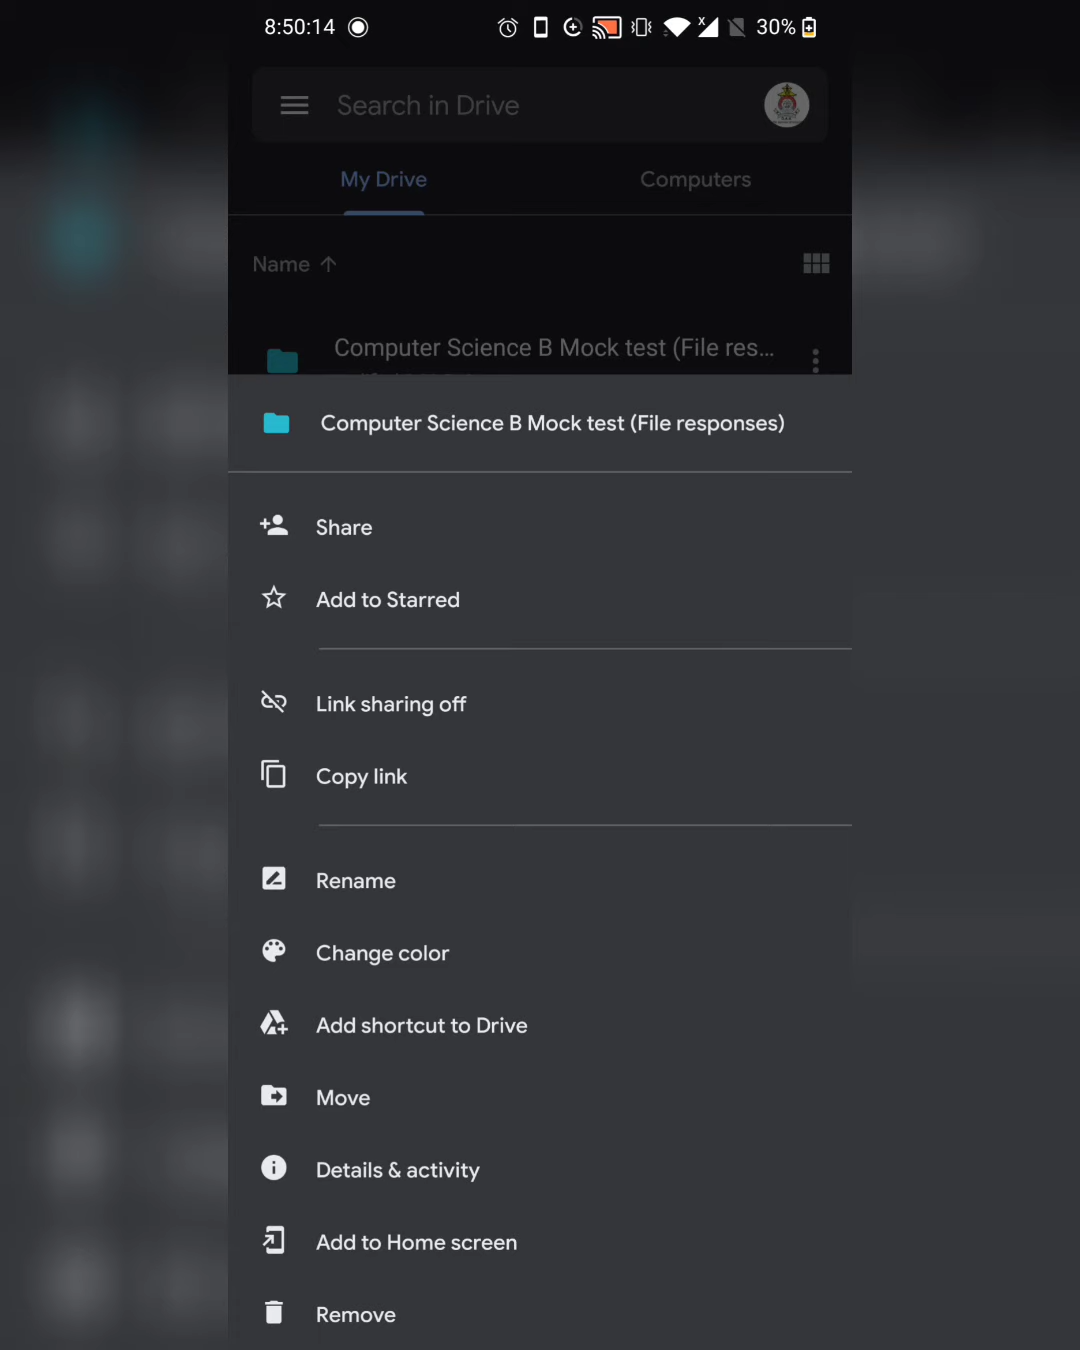 8:50:14
x
30%
Search in Drive
My Drive
Computers
Name
Computer Science B Mock test (File res...
Computer Science B Mock test (File responses)
Share
Add to Starred
Link sharing off
Copy link
Rename
Change color
Add shortcut to Drive
Move
Details & activity
Add to Home screen
Remove